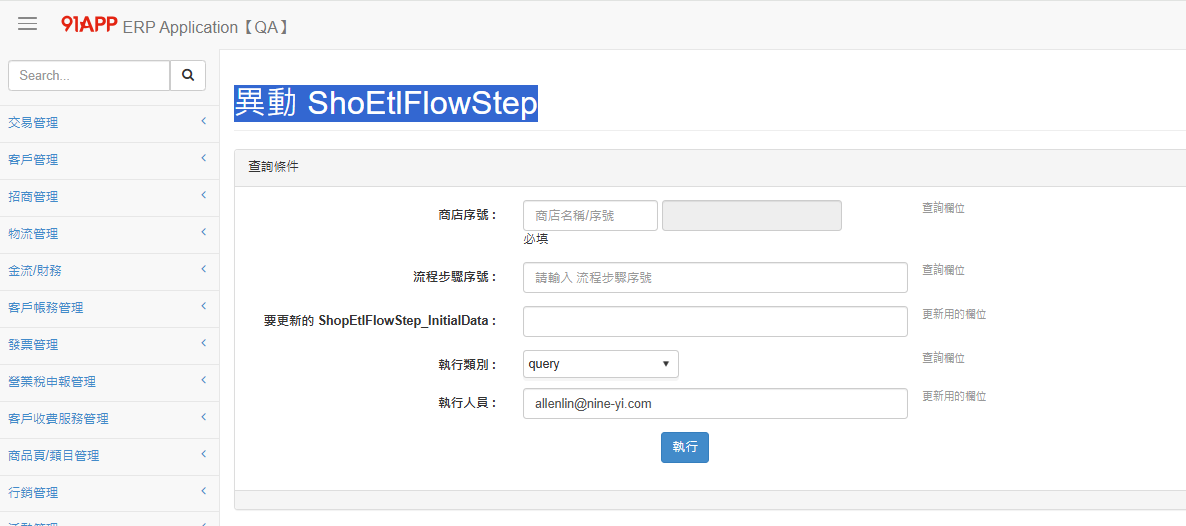 91APP ERP Application【QA】
Search...
交易管理
客戶管理
招商管理
物流管理
金流/財務
客戶帳務管理
發票管理
營業稅申報管理
客戶收費服務管理
商品頁/類目管理
行銷管理
活動管理
異動 ShoEtlFlowStep
查詢條件
商店序號： 商店名稱/序號 查詢欄位
必填
流程步驟序號： 請輸入 流程步驟序號 查詢欄位
要更新的 ShopEtlFlowStep_InitialData： 更新用的欄位
執行類別： query 查詢欄位
執行人員： allenlin@nine-yi.com 更新用的欄位
執行